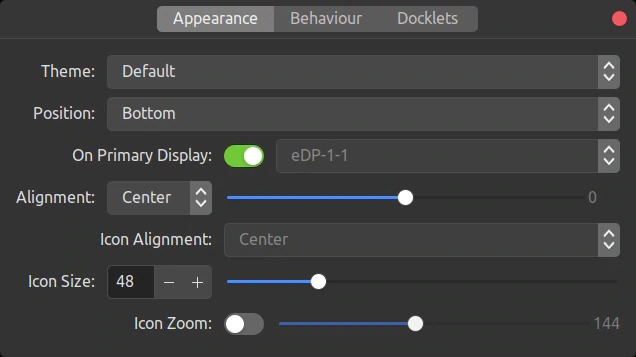 Appearance Behaviour Docklets
Theme: Default
Position: Bottom
On Primary Display: eDP-1-1
Alignment: Center 0
Icon Alignment: Center
Icon Size: 48 − +
Icon Zoom: 144